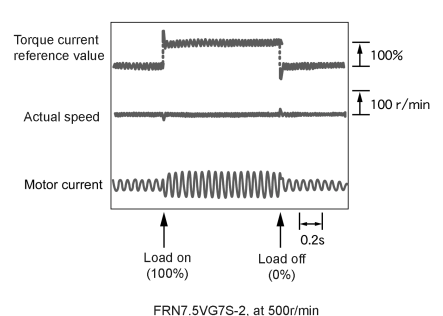 Torque current
reference value
100%
100 r/min
Actual speed
Motor current
0.2s
Load on
(100%)
Load off
(0%)
FRN7.5VG7S-2, at 500r/min